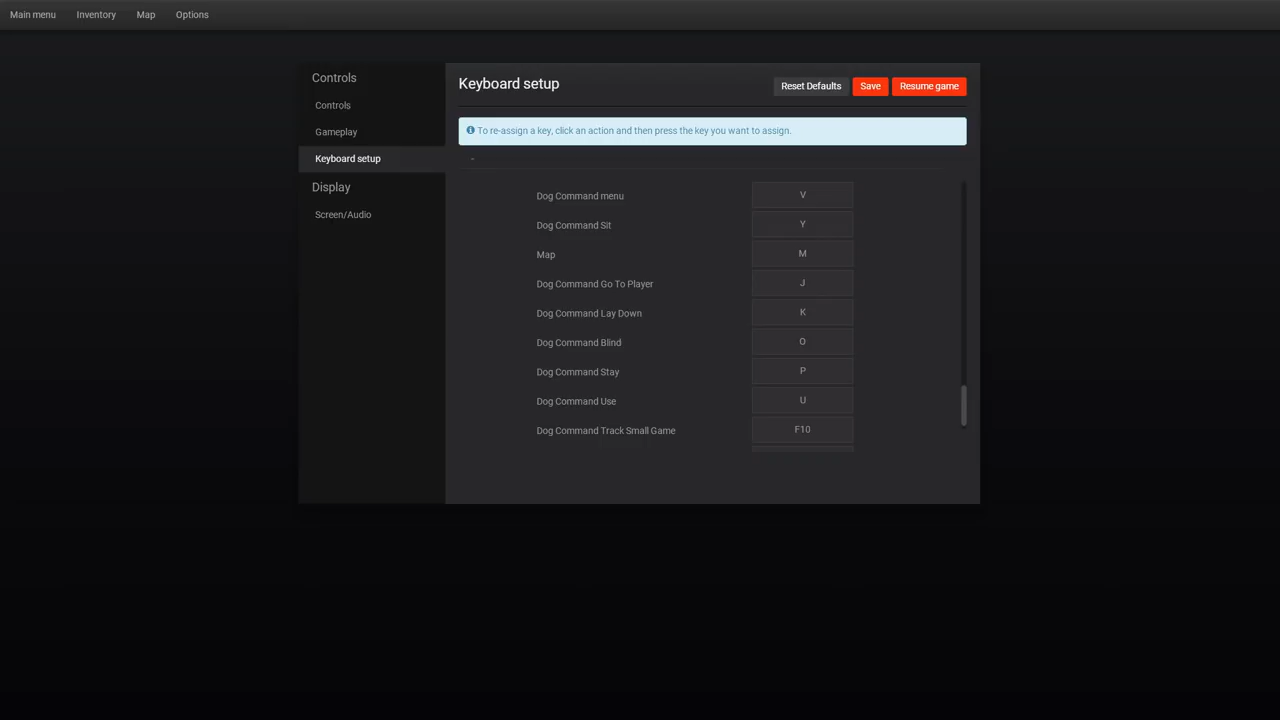 Main menu Inventory Map Options
Controls
Controls
Gameplay
Keyboard setup
Display
Screen/Audio
Keyboard setup
Reset Defaults Save Resume game
To re-assign a key, click an action and then press the key you want to assign.
-
Dog Command menu V
Dog Command Sit Y
Map M
Dog Command Go To Player J
Dog Command Lay Down K
Dog Command Blind O
Dog Command Stay P
Dog Command Use U
Dog Command Track Small Game F10